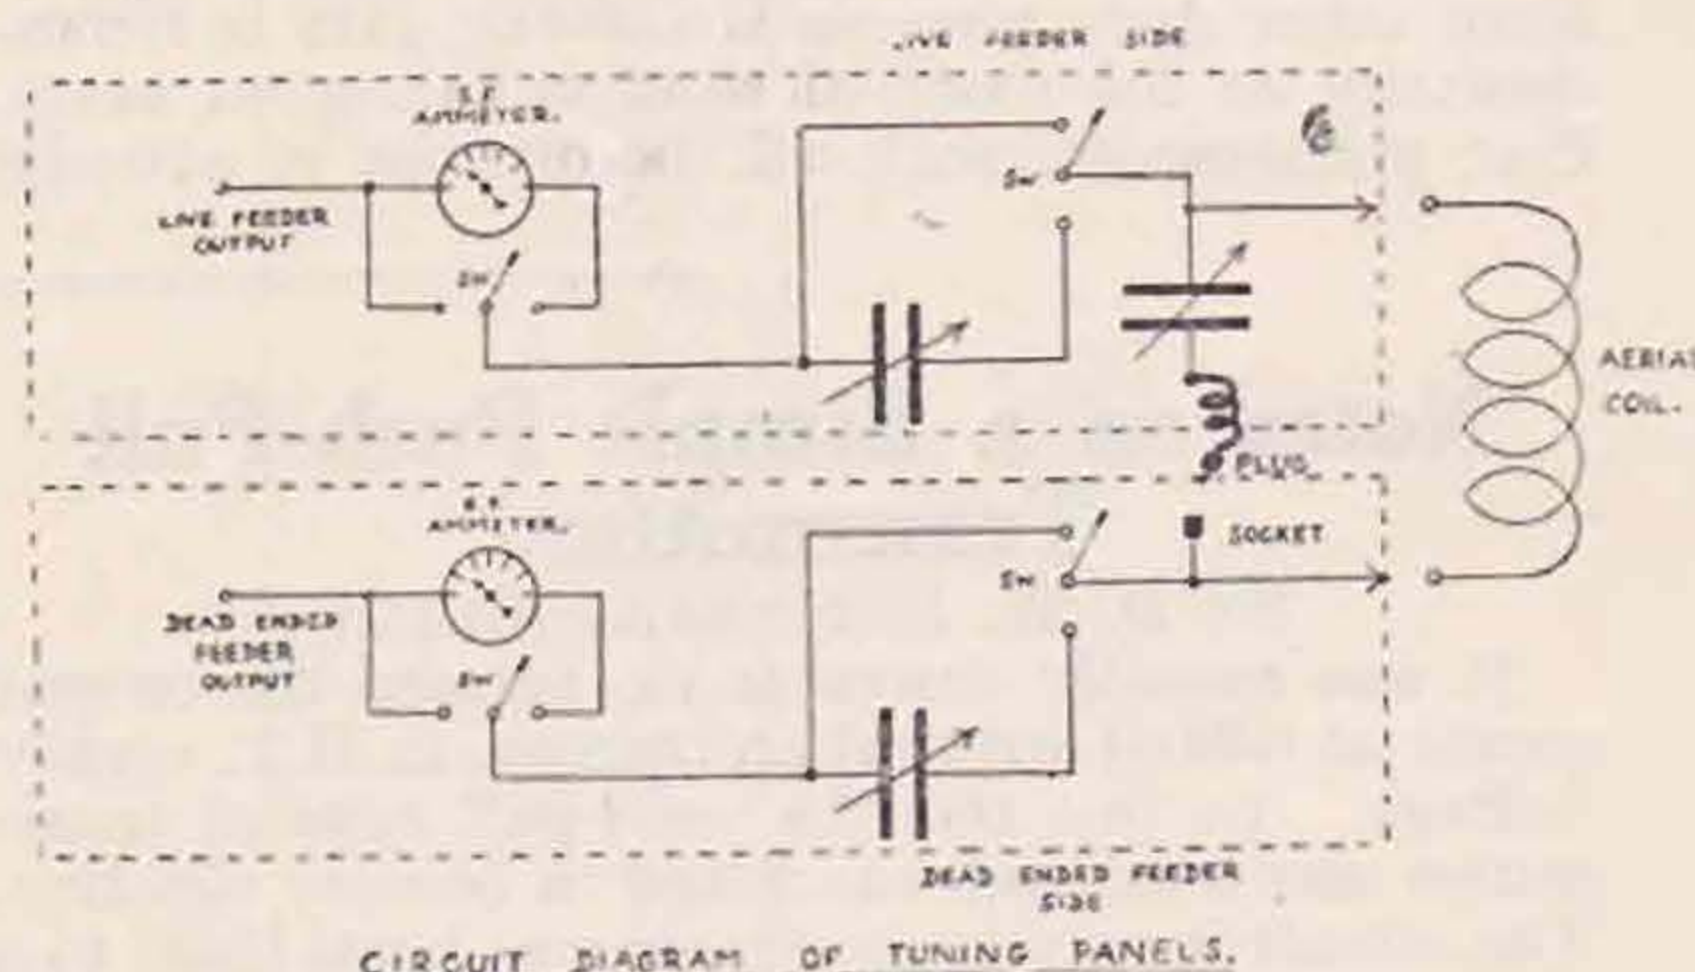 LIVE FEEDER SIDE
AMMETER.
LIVE FEEDER
OUTPUT
SW
SW
AERIAL
COIL.
PLUG.
AMMETER.
SOCKET
SW
DEAD ENDED
FEEDER
OUTPUT
SW
DEAD ENDED FEEDER
SIDE
CIRCUIT DIAGRAM OF TUNING PANELS.